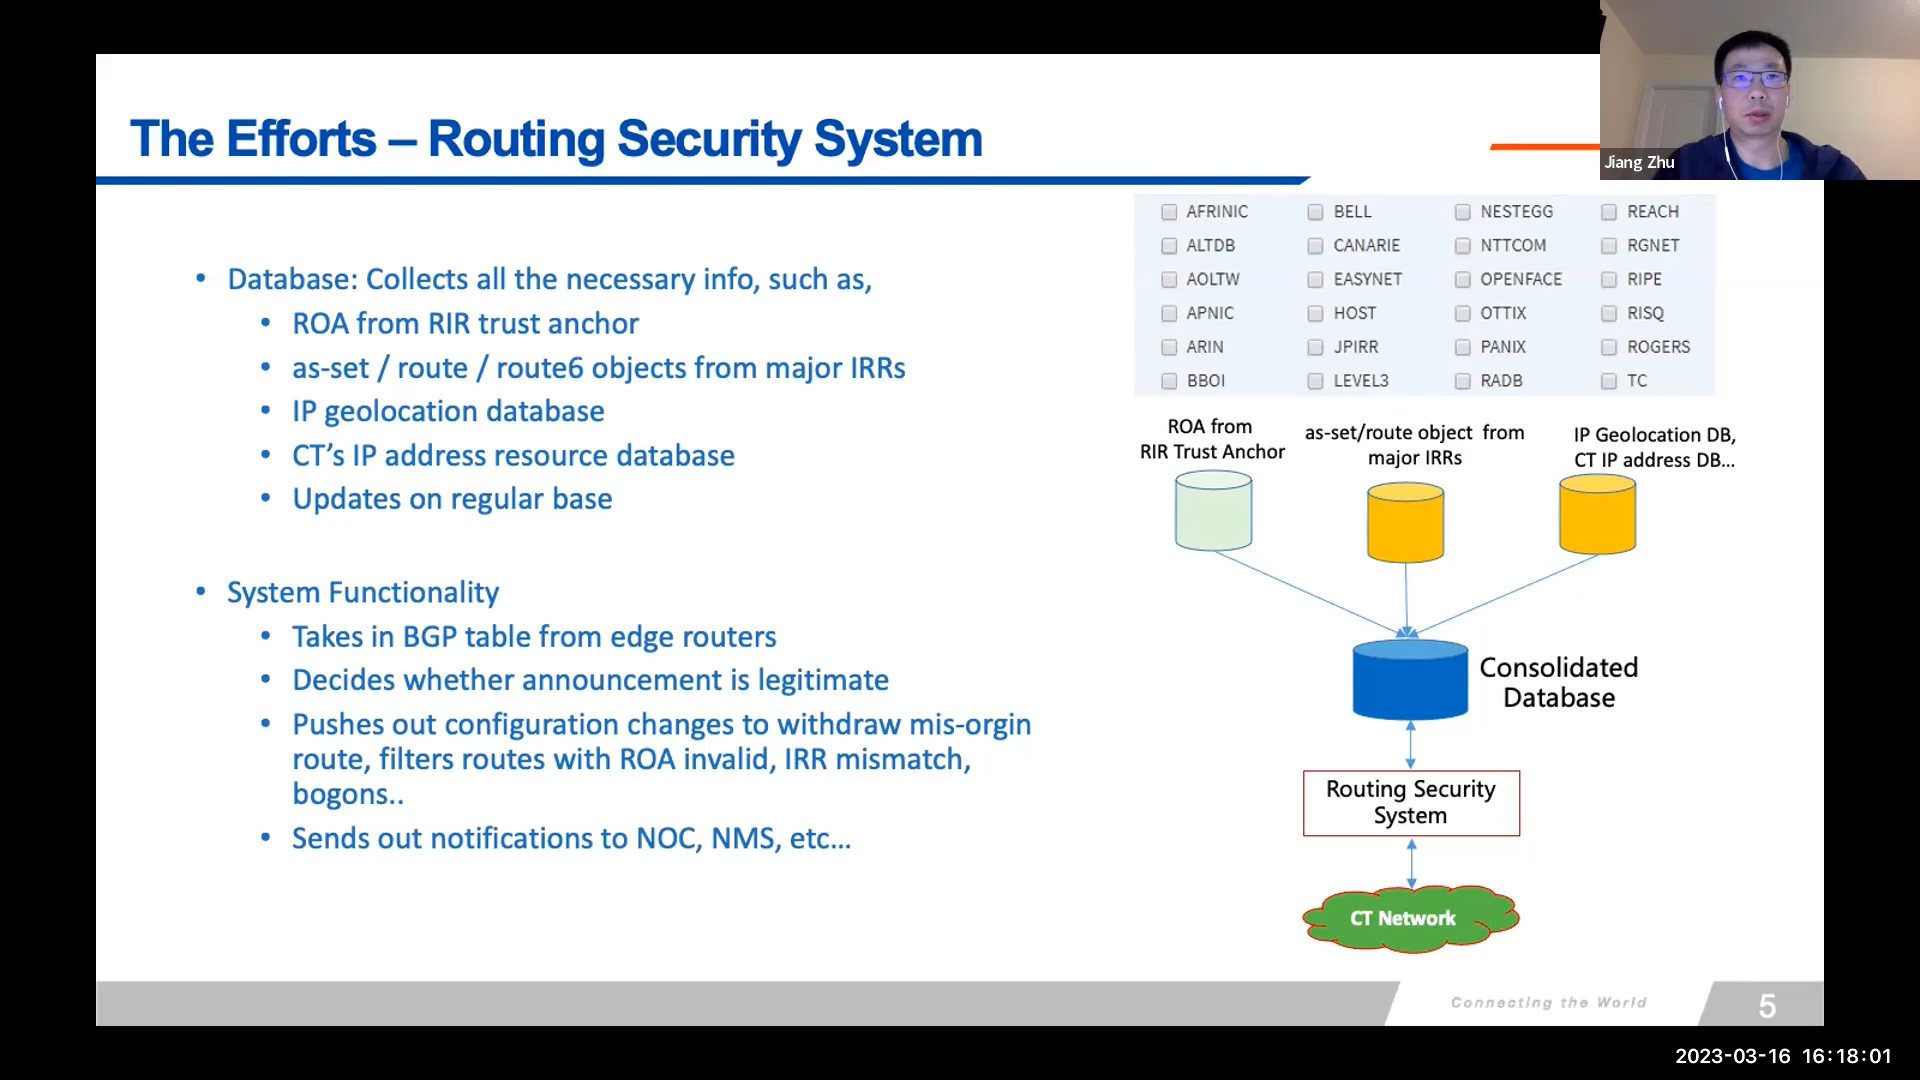 Jiang Zhu
The Efforts – Routing Security System
• Database: Collects all the necessary info, such as,
• ROA from RIR trust anchor
• as-set / route / route6 objects from major IRRs
• IP geolocation database
• CT’s IP address resource database
• Updates on regular base
• System Functionality
• Takes in BGP table from edge routers
• Decides whether announcement is legitimate
• Pushes out configuration changes to withdraw mis-orgin
route, filters routes with ROA invalid, IRR mismatch,
bogons..
• Sends out notifications to NOC, NMS, etc...
AFRINIC BELL NESTEGG REACH
ALTDB CANARIE NTTCOM RGNET
AOLTW EASYNET OPENFACE RIPE
APNIC HOST OTTIX RISQ
ARIN JPIRR PANIX ROGERS
BBOI LEVEL3 RADB TC
ROA from
RIR Trust Anchor
as-set/route object from
major IRRs
IP Geolocation DB,
CT IP address DB...
Consolidated
Database
Routing Security
System
CT Network
Connecting the World
5
2023-03-16 16:18:01